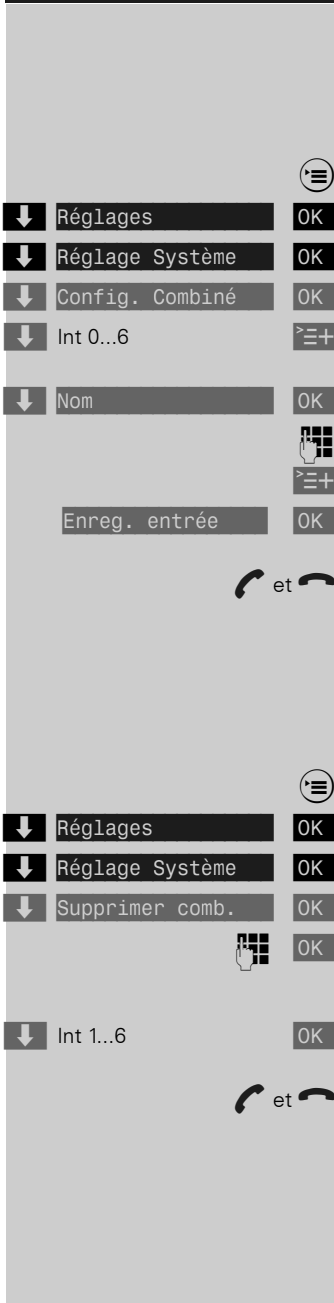 Réglages OK
Réglage Système OK
Config. Combiné OK
Int 0...6
Nom OK
Enreg. entrée OK
et
Réglages OK
Réglage Système OK
Supprimer comb. OK
OK
Int 1...6 OK
et